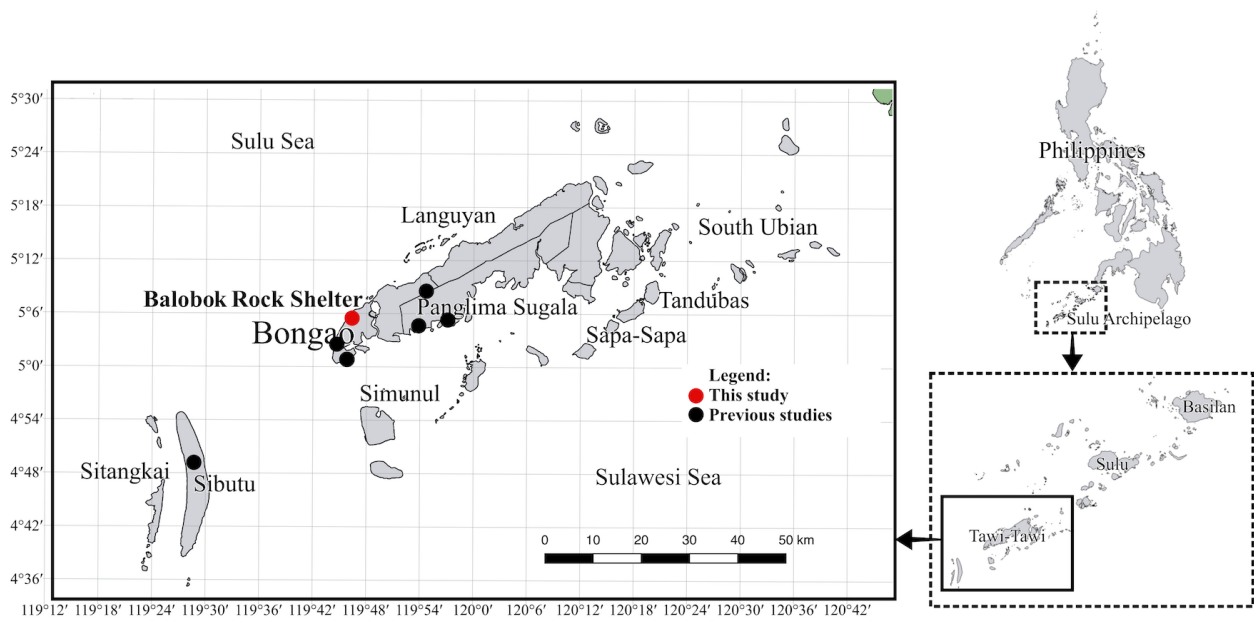 5°30′
5°24′
5°18′
5°12′
5°6′
5°0′
4°54′
4°48′
4°42′
4°36′
119°12′ 119°18′ 119°24′ 119°30′ 119°36′ 119°42′ 119°48′ 119°54′ 120°0′ 120°6′ 120°12′ 120°18′ 120°24′ 120°30′ 120°36′ 120°42′
Sulu Sea
Languyan
South Ubian
Balobok Rock Shelter
Panglima Sugala
Tandubas
Bongao
Sapa-Sapa
Simunul
Legend:
This study
Previous studies
Sitangkai
Sibutu
Sulawesi Sea
0 10 20 30 40 50 km
Philippines
Sulu Archipelago
Basilan
Sulu
Tawi-Tawi